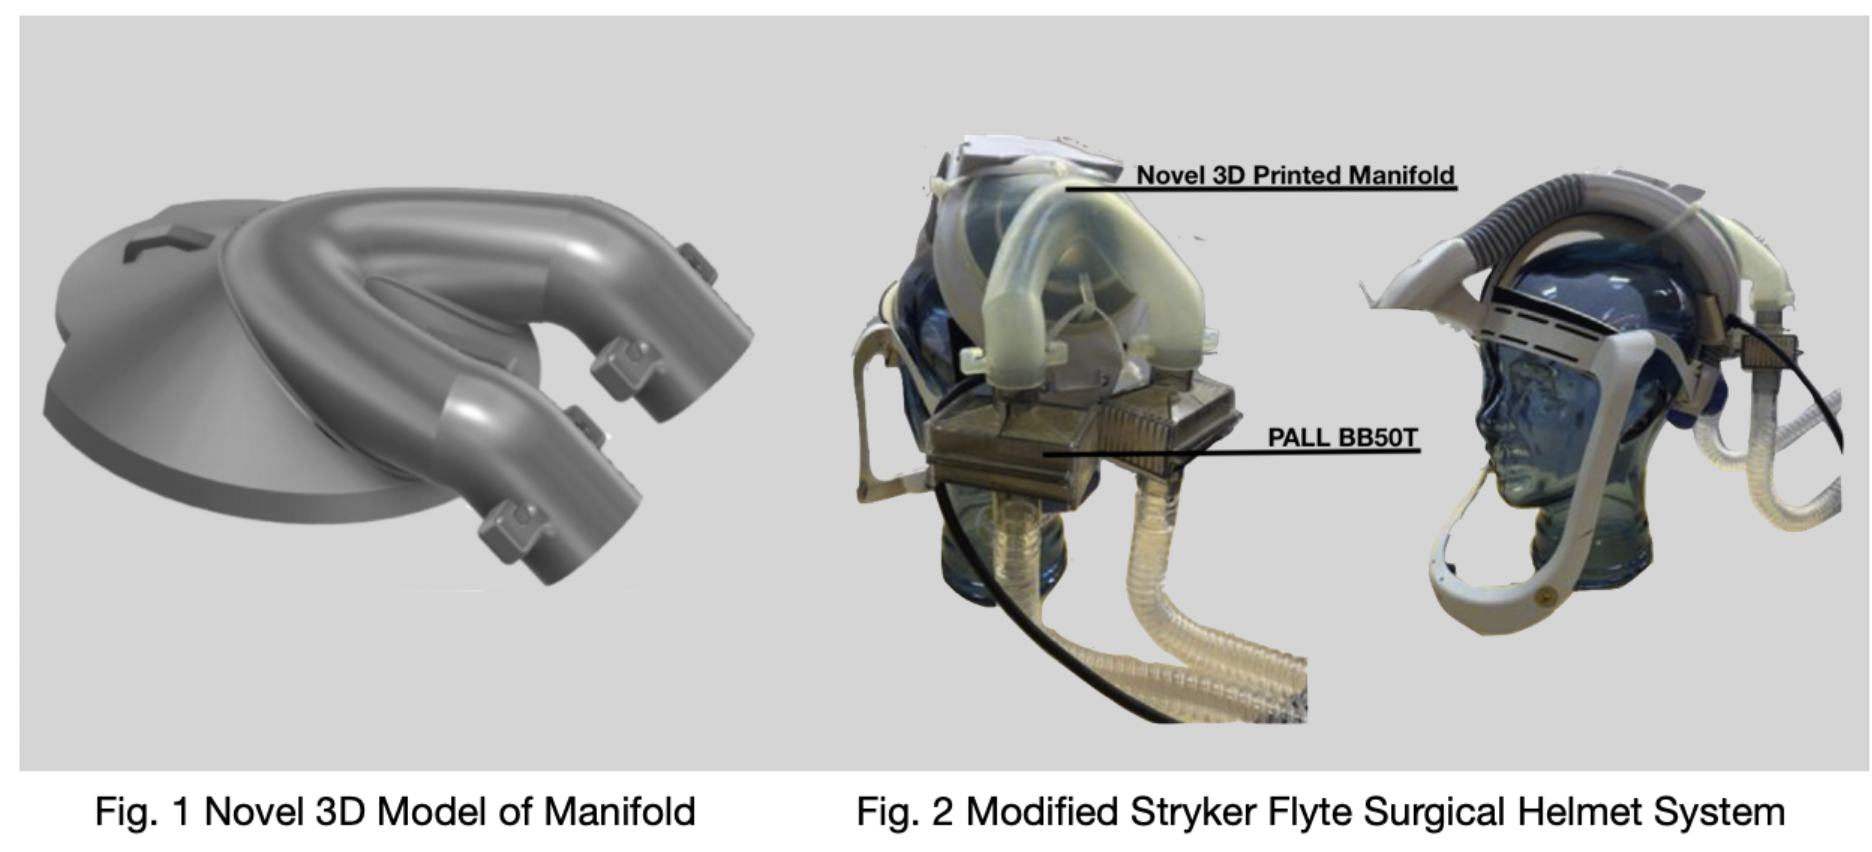 Novel 3D Printed Manifold
PALL BB50T
Fig. 1 Novel 3D Model of Manifold
Fig. 2 Modified Stryker Flyte Surgical Helmet System